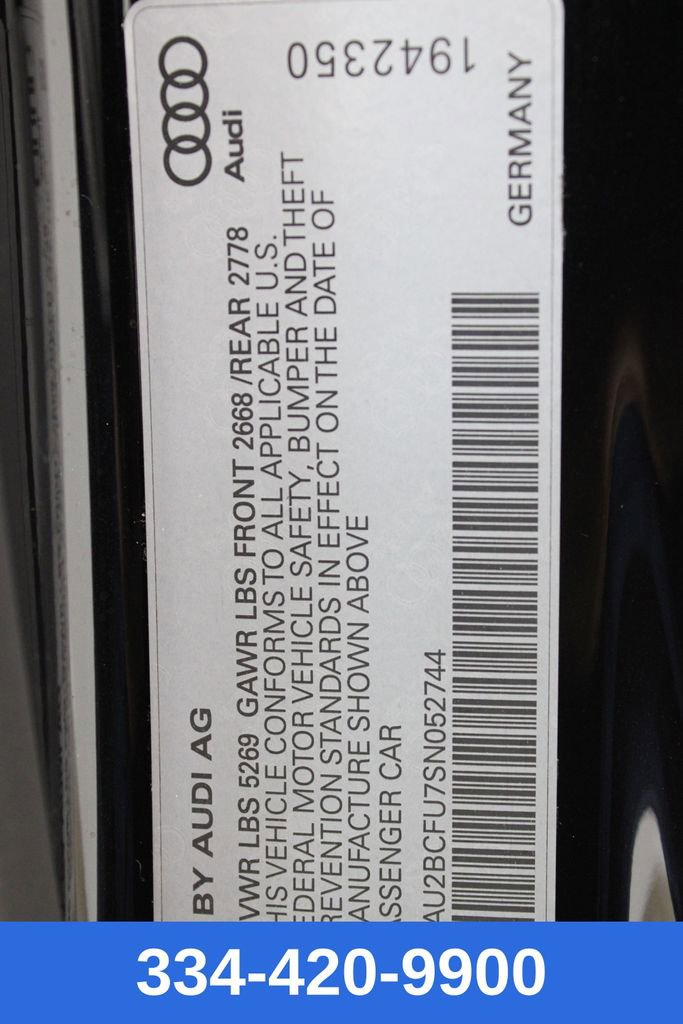 BY AUDI AG
VWR LBS 5269 GAWR LBS FRONT 2668 /REAR 2778
HIS VEHICLE CONFORMS TO ALL APPLICABLE U.S.
EDERAL MOTOR VEHICLE SAFETY, BUMPER AND THEFT
REVENTION STANDARDS IN EFFECT ON THE DATE OF
ANUFACTURE SHOWN ABOVE
ASSENGER CAR
AU2BCFU7SN052744
Audi
1942350
GERMANY
334-420-9900